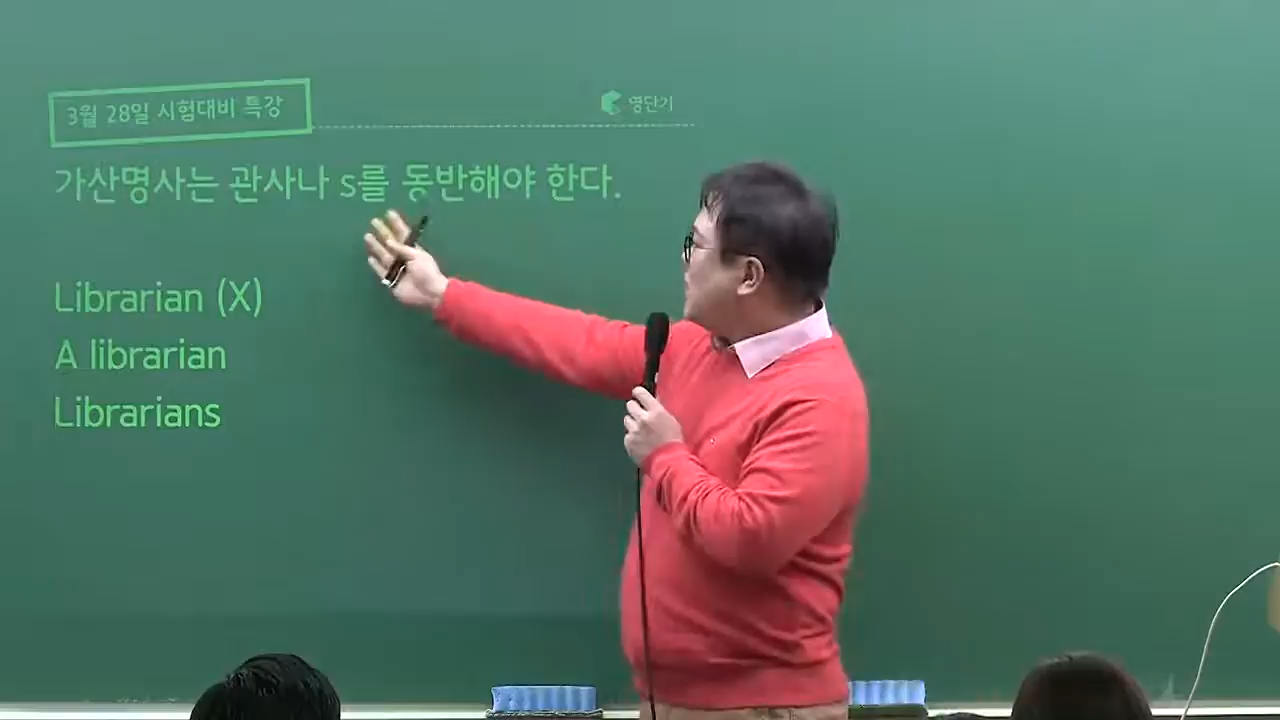 3월 28일 시험대비 특강
영단기
가산명사는 관사나 s를 동반해야 한다.
Librarian (X)
A librarian
Librarians